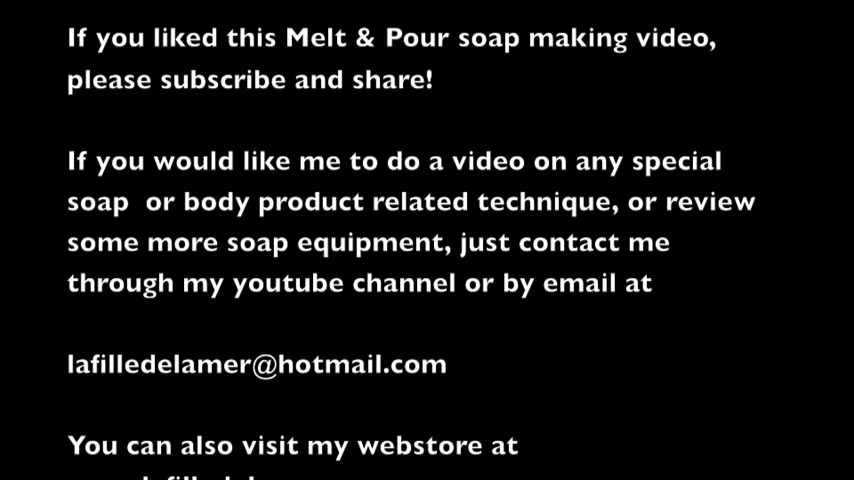 If you liked this Melt & Pour soap making video,
please subscribe and share!
If you would like me to do a video on any special
soap or body product related technique, or review
some more soap equipment, just contact me
through my youtube channel or by email at
lafilledelamer@hotmail.com
You can also visit my webstore at